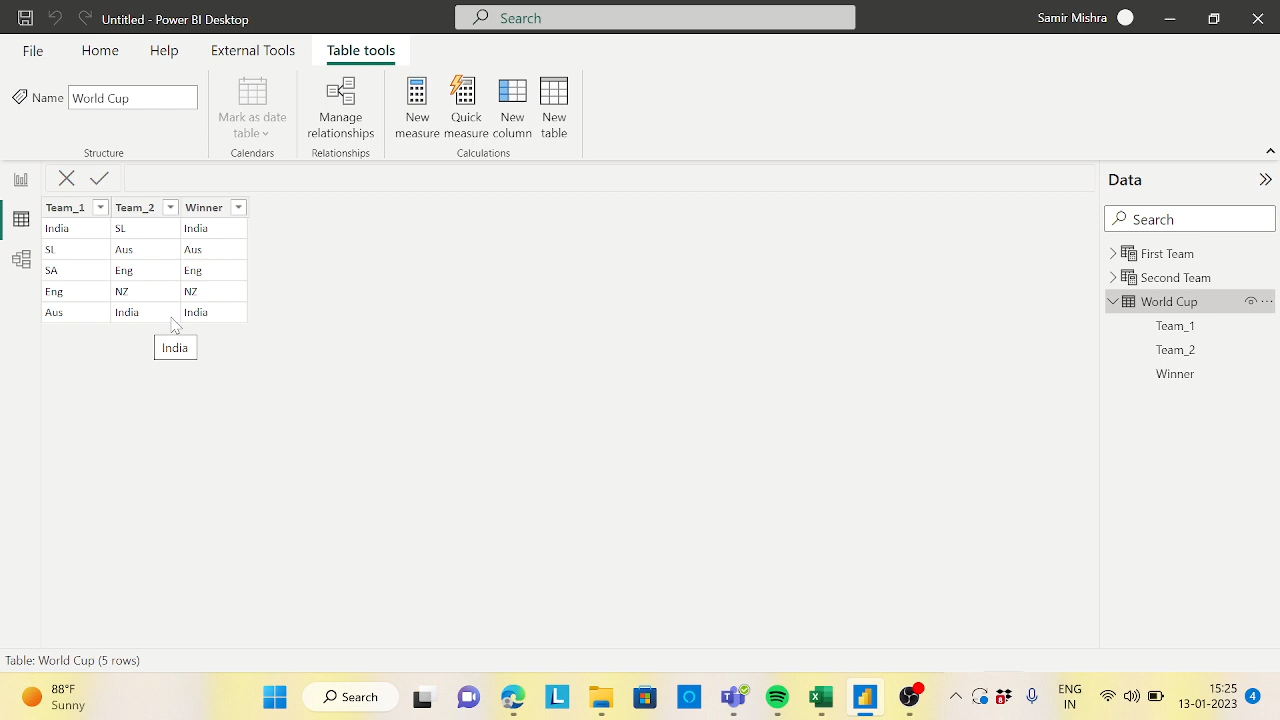 Untitled - Power BI Desktop
Search
Samir Mishra
File
Home
Help
External Tools
Table tools
Name
World Cup
Mark as date table
Manage relationships
New measure
Quick measure
New column
New table
Structure
Calendars
Relationships
Calculations
Team_1 Team_2 Winner
India SL India
SL Aus Aus
SA Eng Eng
Eng NZ NZ
Aus India India
India
Data
Search
First Team
Second Team
World Cup
Team_1
Team_2
Winner
Table: World Cup (5 rows)
88°F
Sunny
Search
ENG
IN
15:25
13-01-2023
4